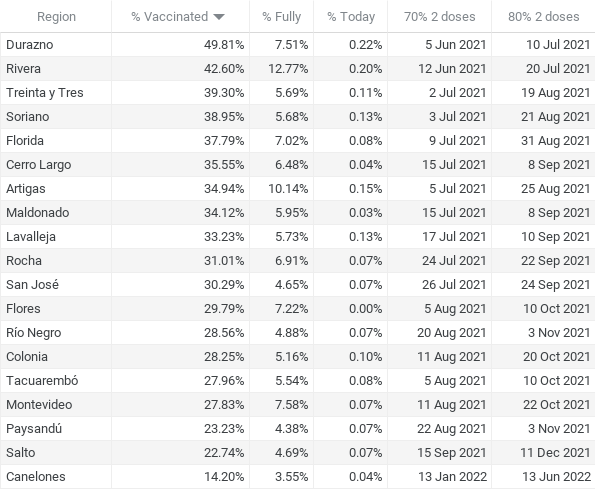 Region % Vaccinated % Fully % Today 70% 2 doses 80% 2 doses
Durazno 49.81% 7.51% 0.22% 5 Jun 2021 10 Jul 2021
Rivera 42.60% 12.77% 0.20% 12 Jun 2021 20 Jul 2021
Treinta y Tres 39.30% 5.69% 0.11% 2 Jul 2021 19 Aug 2021
Soriano 38.95% 5.68% 0.13% 3 Jul 2021 21 Aug 2021
Florida 37.79% 7.02% 0.08% 9 Jul 2021 31 Aug 2021
Cerro Largo 35.55% 6.48% 0.04% 15 Jul 2021 8 Sep 2021
Artigas 34.94% 10.14% 0.15% 5 Jul 2021 25 Aug 2021
Maldonado 34.12% 5.95% 0.03% 15 Jul 2021 8 Sep 2021
Lavalleja 33.23% 5.73% 0.13% 17 Jul 2021 10 Sep 2021
Rocha 31.01% 6.91% 0.07% 24 Jul 2021 22 Sep 2021
San José 30.29% 4.65% 0.07% 26 Jul 2021 24 Sep 2021
Flores 29.79% 7.22% 0.00% 5 Aug 2021 10 Oct 2021
Río Negro 28.56% 4.88% 0.07% 20 Aug 2021 3 Nov 2021
Colonia 28.25% 5.16% 0.10% 11 Aug 2021 20 Oct 2021
Tacuarembó 27.96% 5.54% 0.08% 5 Aug 2021 10 Oct 2021
Montevideo 27.83% 7.58% 0.07% 11 Aug 2021 22 Oct 2021
Paysandú 23.23% 4.38% 0.07% 22 Aug 2021 3 Nov 2021
Salto 22.74% 4.69% 0.07% 15 Sep 2021 11 Dec 2021
Canelones 14.20% 3.55% 0.04% 13 Jan 2022 13 Jun 2022